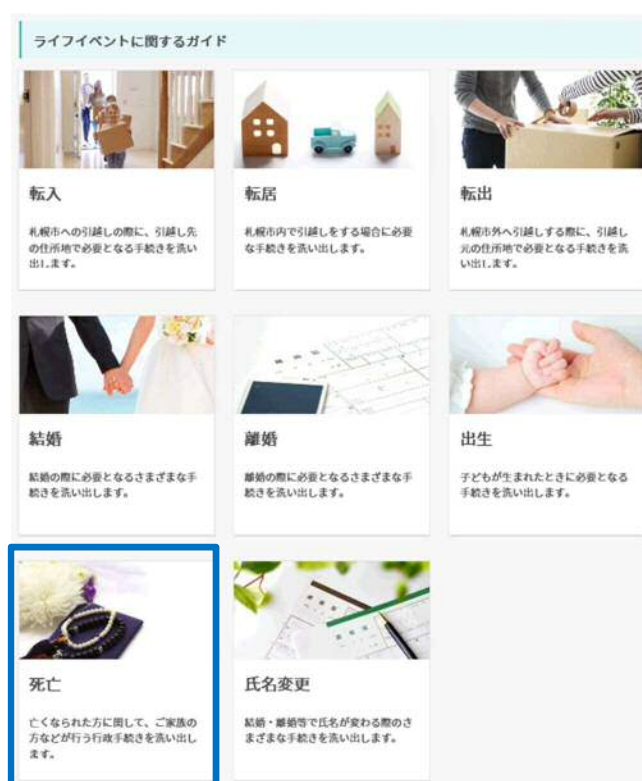 ライフイベントに関するガイド
転入
札幌市への引越しの際に、引越し先
の住所地で必要となる手続きを洗い
出します。
転居
札幌市内で引越しをする場合に必要
な手続きを洗い出します。
転出
札幌市外へ引越しする際に、引越し
元の住所地で必要となる手続きを洗
い出します。
結婚
結婚の際に必要となるさまざまな手
続きを洗い出します。
離婚
離婚の際に必要となるさまざまな手
続きを洗い出します。
出生
子どもが生まれたときに必要となる
手続きを洗い出します。
死亡
亡くなられた方に関して、ご家族の
方などが行う行政手続きを洗い出し
ます。
氏名変更
結婚・離婚等で氏名が変わる際のさ
まざまな手続きを洗い出します。